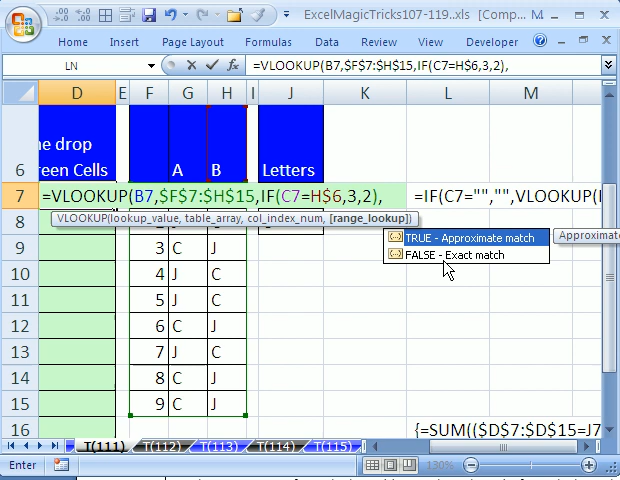 ExcelMagicTricks107-119..xls [Comp... M...
Home Insert Page Layout Formulas Data Review View Developer
LN =VLOOKUP(B7,$F$7:$H$15,IF(C7=H$6,3,2),
D E F G H I J K L M
ne drop
6 reen Cells A B Letters
7 =VLOOKUP(B7,$F$7:$H$15,IF(C7=H$6,3,2), =IF(C7="","",VLOOKUP(
VLOOKUP(lookup_value, table_array, col_index_num, [range_lookup])
8
TRUE - Approximate match Approximate
9 3 C J
FALSE - Exact match
10 4 J C
11 5 J C
12 6 C J
13 7 J C
14 8 C J
15 9 C J
16 {=SUM(($D$7:$D$15=J7
T(111) T(112) T(113) T(114) T(115)
Enter 130%